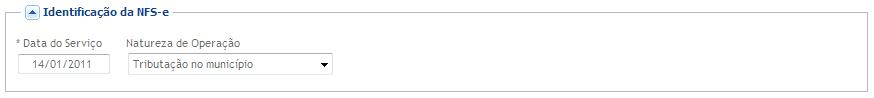 Identificação da NFS-e
* Data do Serviço Natureza de Operação
14/01/2011 Tributação no município